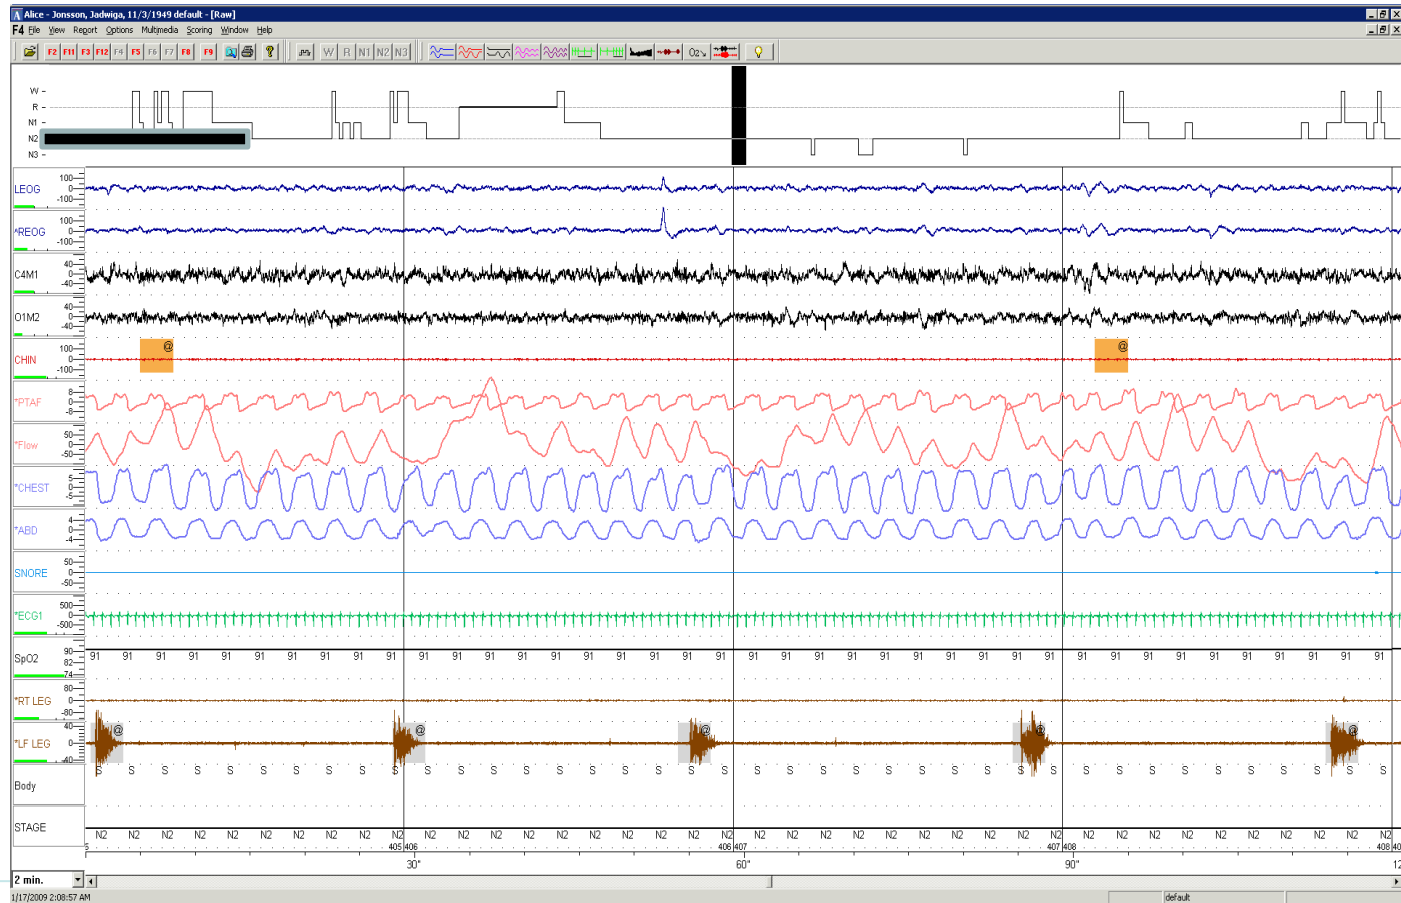 Alice - Jonsson, Jadwiga, 11/3/1949 default - [Raw]
F4 File View Report Options Multimedia Scoring Window Help
F2 F11 F3 F12 F4 F5 F6 F7 F8 F9 ? W R N1 N2 N3 O2
W
R
N1
N2
N3
LEOG 100 0 -100
^REOG 100 0 -100
C4M1 40 0 -40
O1M2 40 0 -40
CHIN 100 0 -100 @ @
*PTAF 8 0 -8
*Flow 50 0 -50
*CHEST 5 0 -5
*ABD 4 0 -4
SNORE 50 0 -50
*ECG1 500 0 -500
SpO2 90 82 74 91 91 91 91 91 91 91 91 91 91 91 91 91 91 91 91 91 91 91 91 91 91 91 91 91 91 91 91 91 91 91 91 91 91 91 91 91 91 91 91
*RT LEG 80 0 -80
*LF LEG 40 0 -40 @ @ @ @ @
Body S S S S S S S S S S S S S S S S S S S S S S S S S S S S S S S S S S S S S S S S
STAGE N2 N2 N2 N2 N2 N2 N2 N2 N2 N2 N2 N2 N2 N2 N2 N2 N2 N2 N2 N2 N2 N2 N2 N2 N2 N2 N2 N2 N2 N2 N2 N2 N2 N2 N2 N2 N2 N2 N2 N2
5 405 406 406 407 407 408 408 40
30" 60" 90" 12
2 min.
1/17/2009 2:08:57 AM default